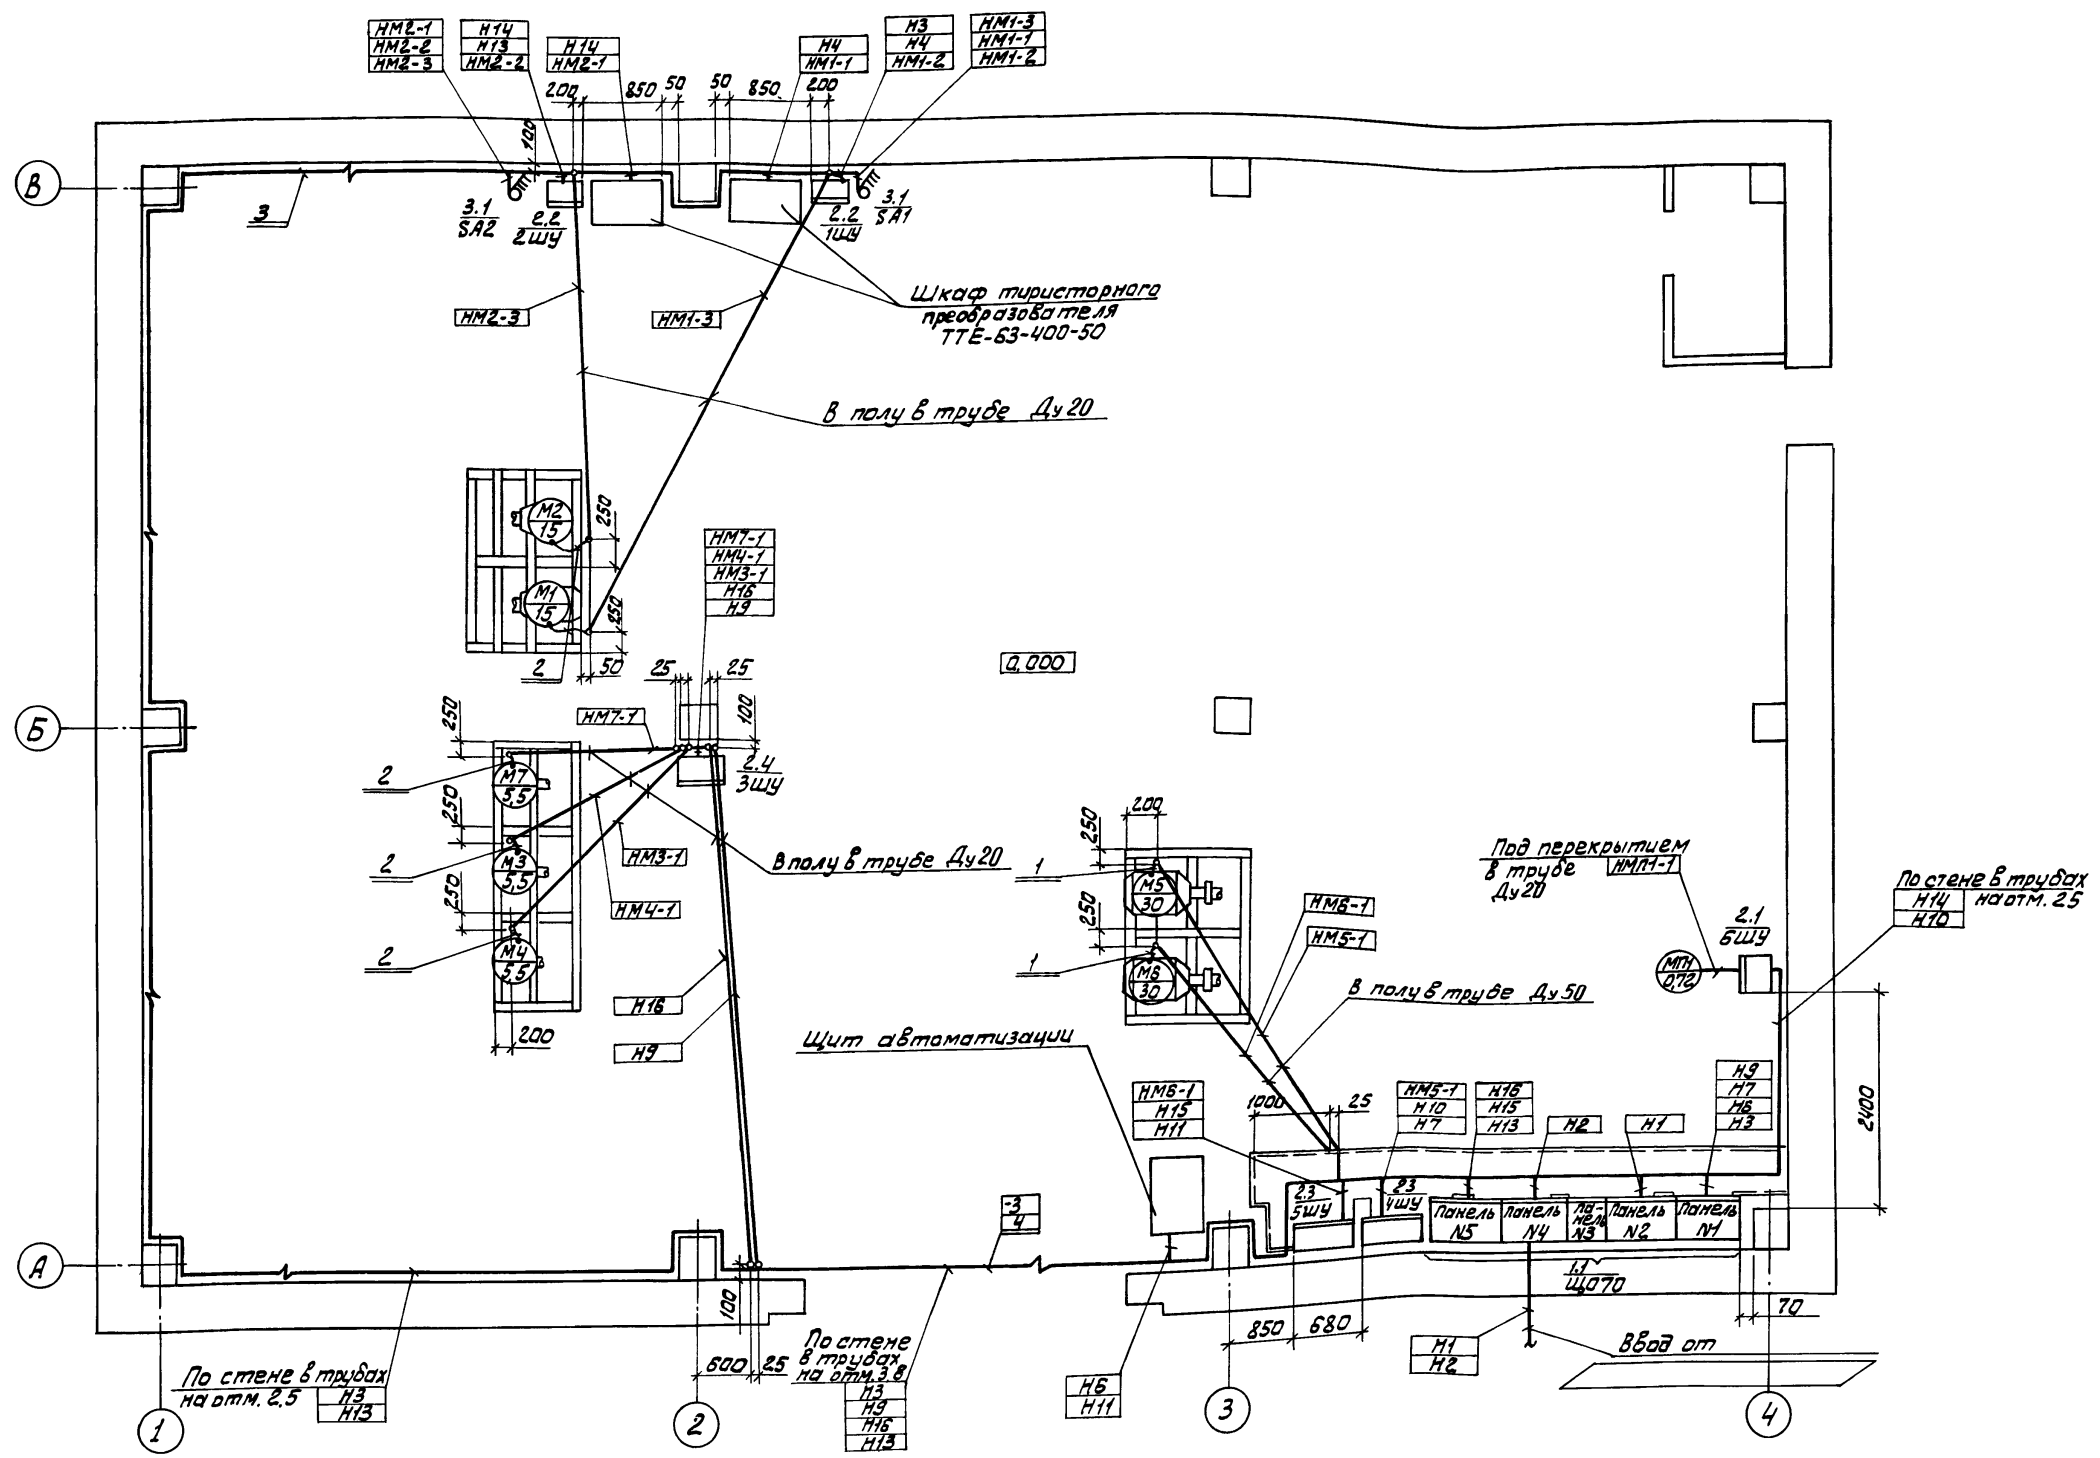 НМ2-1
НМ2-2
НМ2-3
Н14
Н13
НМ2-2
Н14
НМ2-1
Н4
НМ1-1
Н3
Н4
НМ1-2
НМ1-3
НМ1-1
НМ1-2
200
850
50
50
850
200
100
В
3
3.1
SA2
2.2
2ШУ
2.2
1ШУ
3.1
SA1
НМ2-3
НМ1-3
Шкаф тиристорного
преобразователя
ТТЕ-63-400-50
В полу в трубе Ду20
М2
15
250
М1
15
250
2
50
НМ7-1
НМ4-1
НМ3-1
Н16
Н9
0,000
25
25
100
Б
250
НМ7-1
2
М7
5,5
2.4
3ШУ
250
2
М3
5,5
НМ3-1
В полу в трубе Ду20
250
НМ4-1
2
М4
5,5
200
Н16
Н9
200
250
1
М5
30
250
1
М6
30
НМ6-1
НМ5-1
В полу в трубе Ду50
Под перекрытием
в трубе
Ду20
НМП1-1
По стене в трубах
на отм. 25
Н14
Н10
2.1
6ШУ
МП1
0,72
2400
Щит автоматизации
НМ6-1
Н15
Н11
1000
25
НМ5-1
Н10
Н7
Н16
Н15
Н13
Н2
Н1
Н9
Н7
Н6
Н3
2.3
5ШУ
2.3
4ШУ
Панель
N5
Панель
N4
Па-
нель
N3
Панель
N2
Панель
N1
1.1
ЩО70
70
-3
4
А
100
600
25
850
680
По стене в трубах
на отм. 2,5
Н3
Н13
По стене
в трубах
на отм. 3.8
Н3
Н9
Н16
Н13
Н6
Н11
Н1
Н2
Ввод от
1
2
3
4